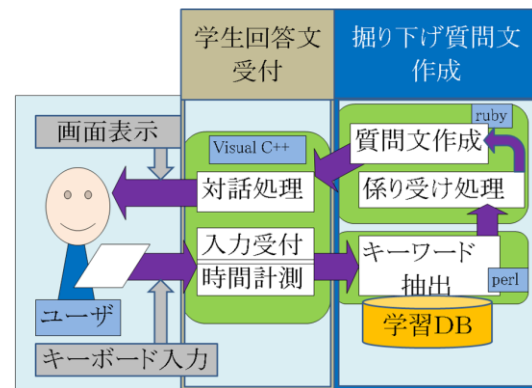 学生回答文
受付
掘り下げ質問文
作成
画面表示
Visual C++
対話処理
入力受付
時間計測
ruby
質問文作成
係り受け処理
キーワード
抽出
perl
学習DB
ユーザ
キーボード入力